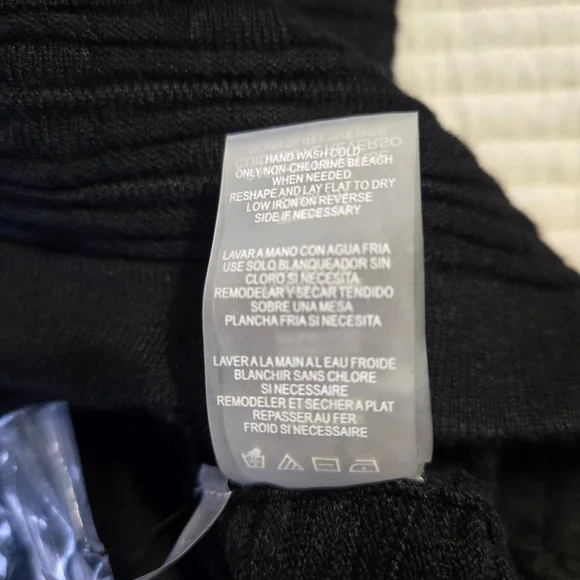 HAND WASH COLD
ONLY NON-CHLORINE BLEACH
WHEN NEEDED
RESHAPE AND LAY FLAT TO DRY
LOW IRON ON REVERSE
SIDE IF NECESSARY
LAVAR A MANO CON AGUA FRIA
USE SOLO BLANQUEADOR SIN
CLORO SI NECESITA
REMODELAR Y SECAR TENDIDO
SOBRE UNA MESA
PLANCHA FRIA SI NECESITA
LAVER A LA MAIN A L EAU FROIDE
BLANCHIR SANS CHLORE
SI NECESSAIRE
REMODELER ET SECHER A PLAT
REPASSER AU FER
FROID SI NECESSAIRE